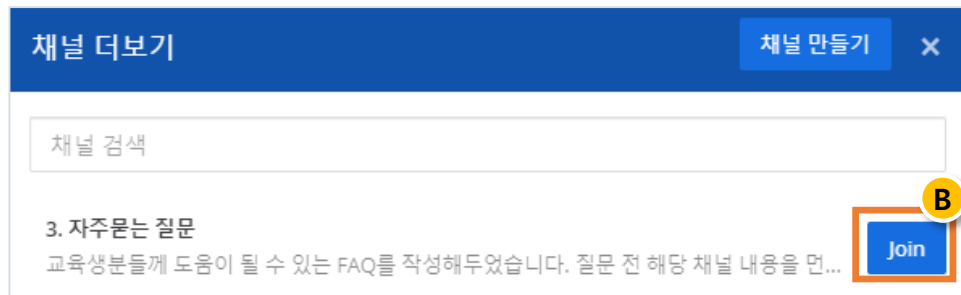 채널 더보기
채널 만들기
×
채널 검색
B
3. 자주묻는 질문
교육생분들께 도움이 될 수 있는 FAQ를 작성해두었습니다. 질문 전 해당 채널 내용을 먼...
Join